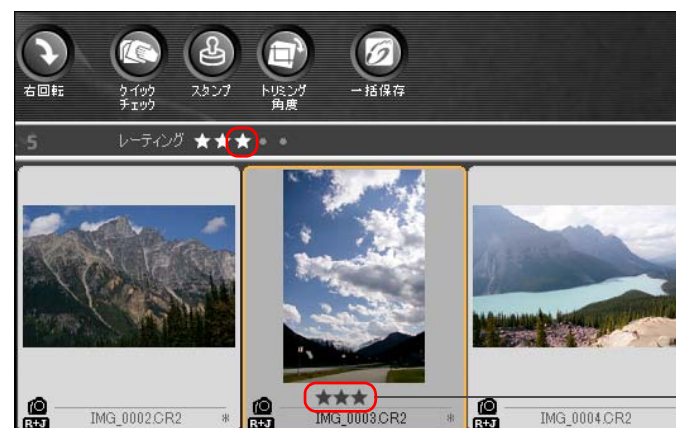 右回転
クイック
チェック
スタンプ
トリミング
角度
一括保存
5
レーティング ★★★
★★★
R+J
IMG_0002.CR2 *
R+J
IMG_0003.CR2 *
R+J
IMG_0004.CR2